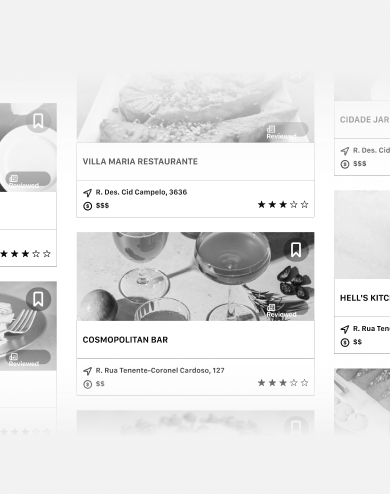 Reviewed
Reviewed
Reviewed
VILLA MARIA RESTAURANTE
R. Des. Cid Campelo, 3636
$$$
Reviewed
COSMOPOLITAN BAR
R. Rua Tenente-Coronel Cardoso, 127
$$
CIDADE JAR
R. Des. Cid
$$
HELL'S KITC
R. Rua Ten
$$